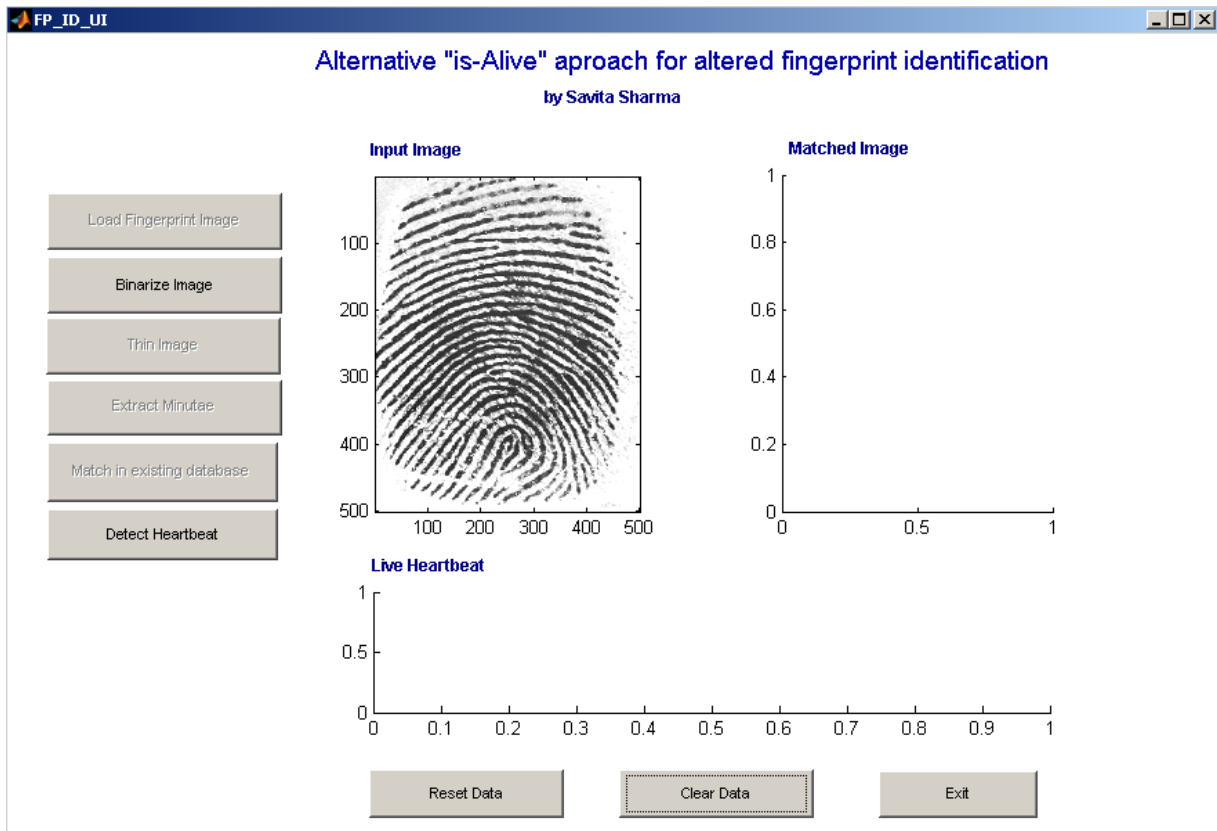 FP_ID_UI
Alternative "is-Alive" aproach for altered fingerprint identification
by Savita Sharma
Input Image
Matched Image
Load Fingerprint Image
Binarize Image
Thin Image
Extract Minutae
Match in existing database
Detect Heartbeat
100
200
300
400
500
100 200 300 400 500
1
0.8
0.6
0.4
0.2
0
0 0.5 1
Live Heartbeat
1
0.5
0
0 0.1 0.2 0.3 0.4 0.5 0.6 0.7 0.8 0.9 1
Reset Data Clear Data Exit